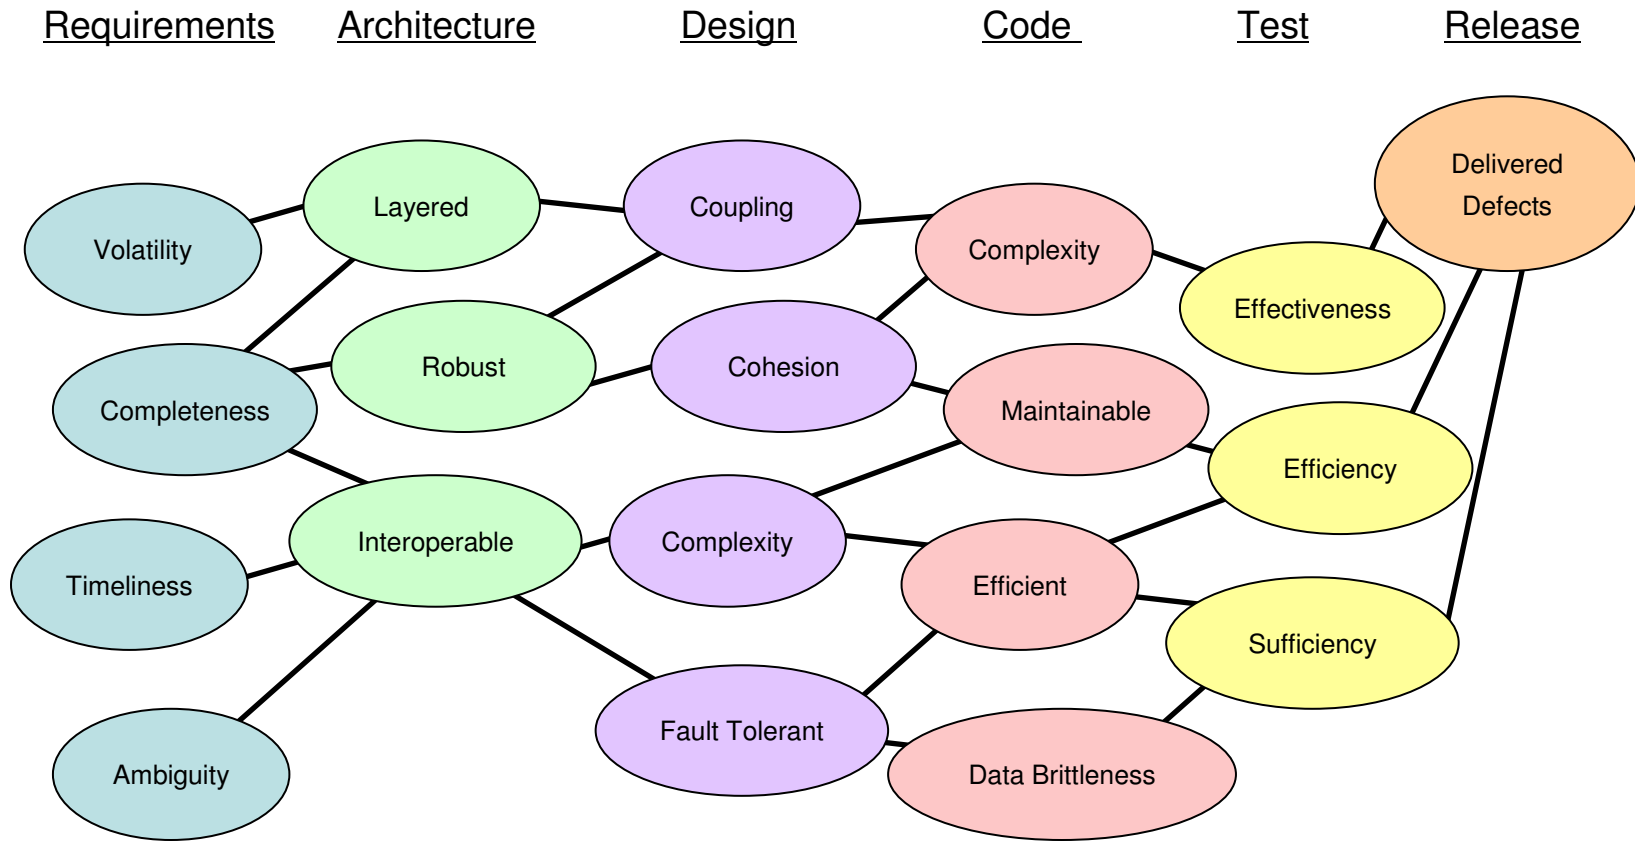 Requirements
Architecture
Design
Code
Test
Release
Volatility
Completeness
Timeliness
Ambiguity
Layered
Robust
Interoperable
Coupling
Cohesion
Complexity
Fault Tolerant
Complexity
Maintainable
Efficient
Data Brittleness
Effectiveness
Efficiency
Sufficiency
Delivered
Defects